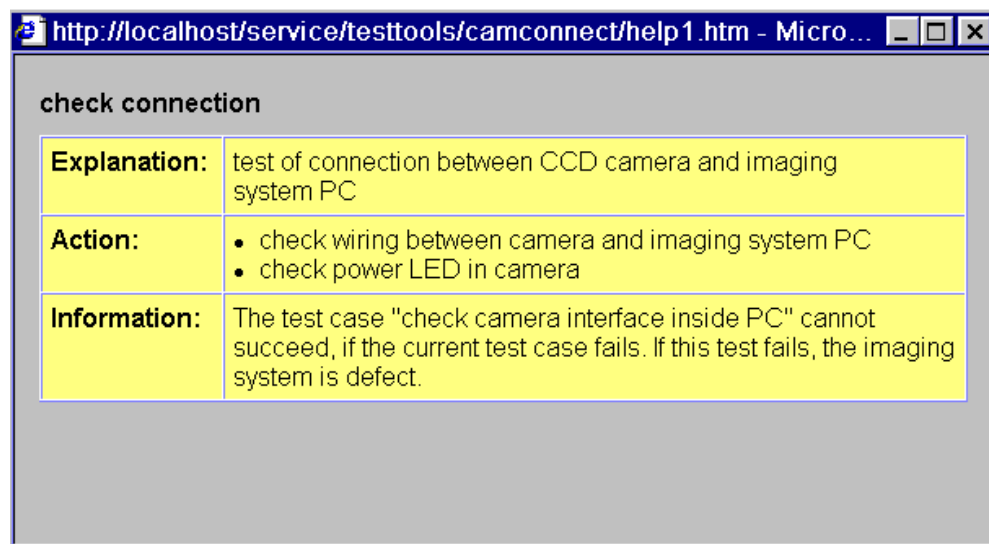 http://localhost/service/testtools/camconnect/help1.htm - Micro...
check connection
Explanation: test of connection between CCD camera and imaging
system PC
Action: • check wiring between camera and imaging system PC
• check power LED in camera
Information: The test case "check camera interface inside PC" cannot
succeed, if the current test case fails. If this test fails, the imaging
system is defect.